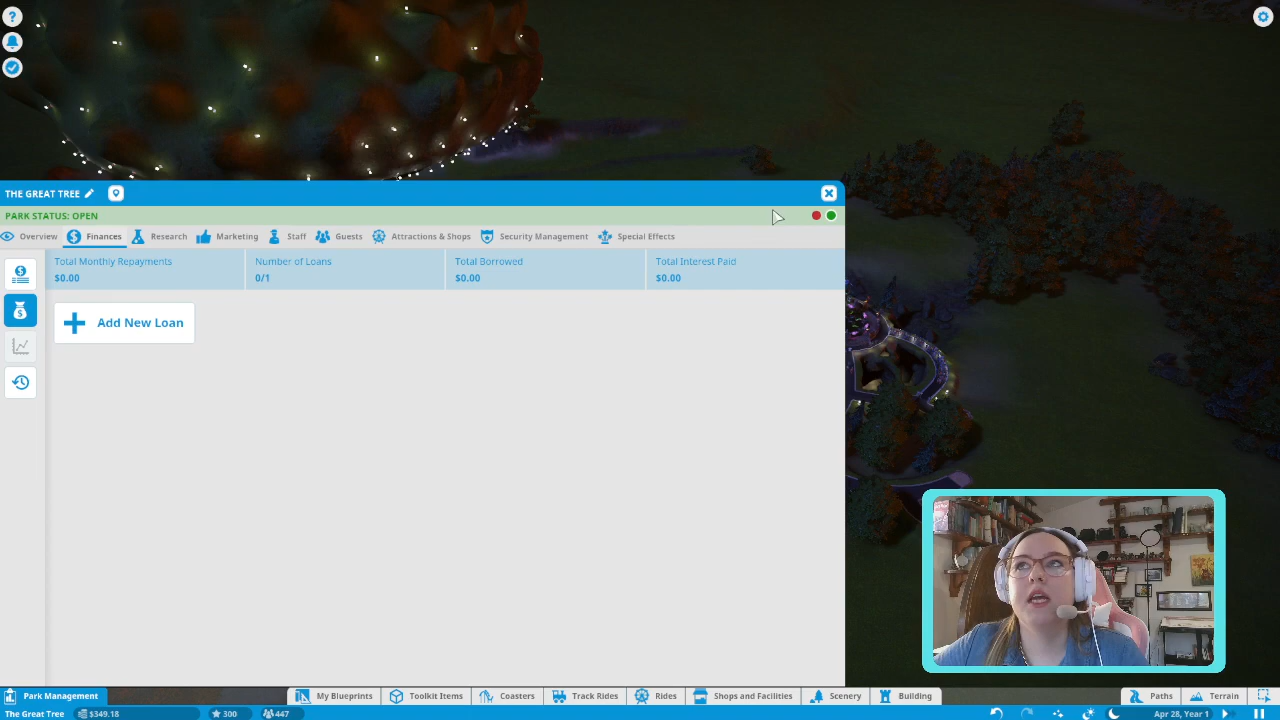 THE GREAT TREE
PARK STATUS: OPEN
Overview Finances Research Marketing Staff Guests Attractions & Shops Security Management Special Effects
Total Monthly Repayments Number of Loans Total Borrowed Total Interest Paid
$0.00 0/1 $0.00 $0.00
Add New Loan
Park Management My Blueprints Toolkit Items Coasters Track Rides Rides Shops and Facilities Scenery Building Paths Terrain
The Great Tree $349.18 300 447 Apr 28, Year 1